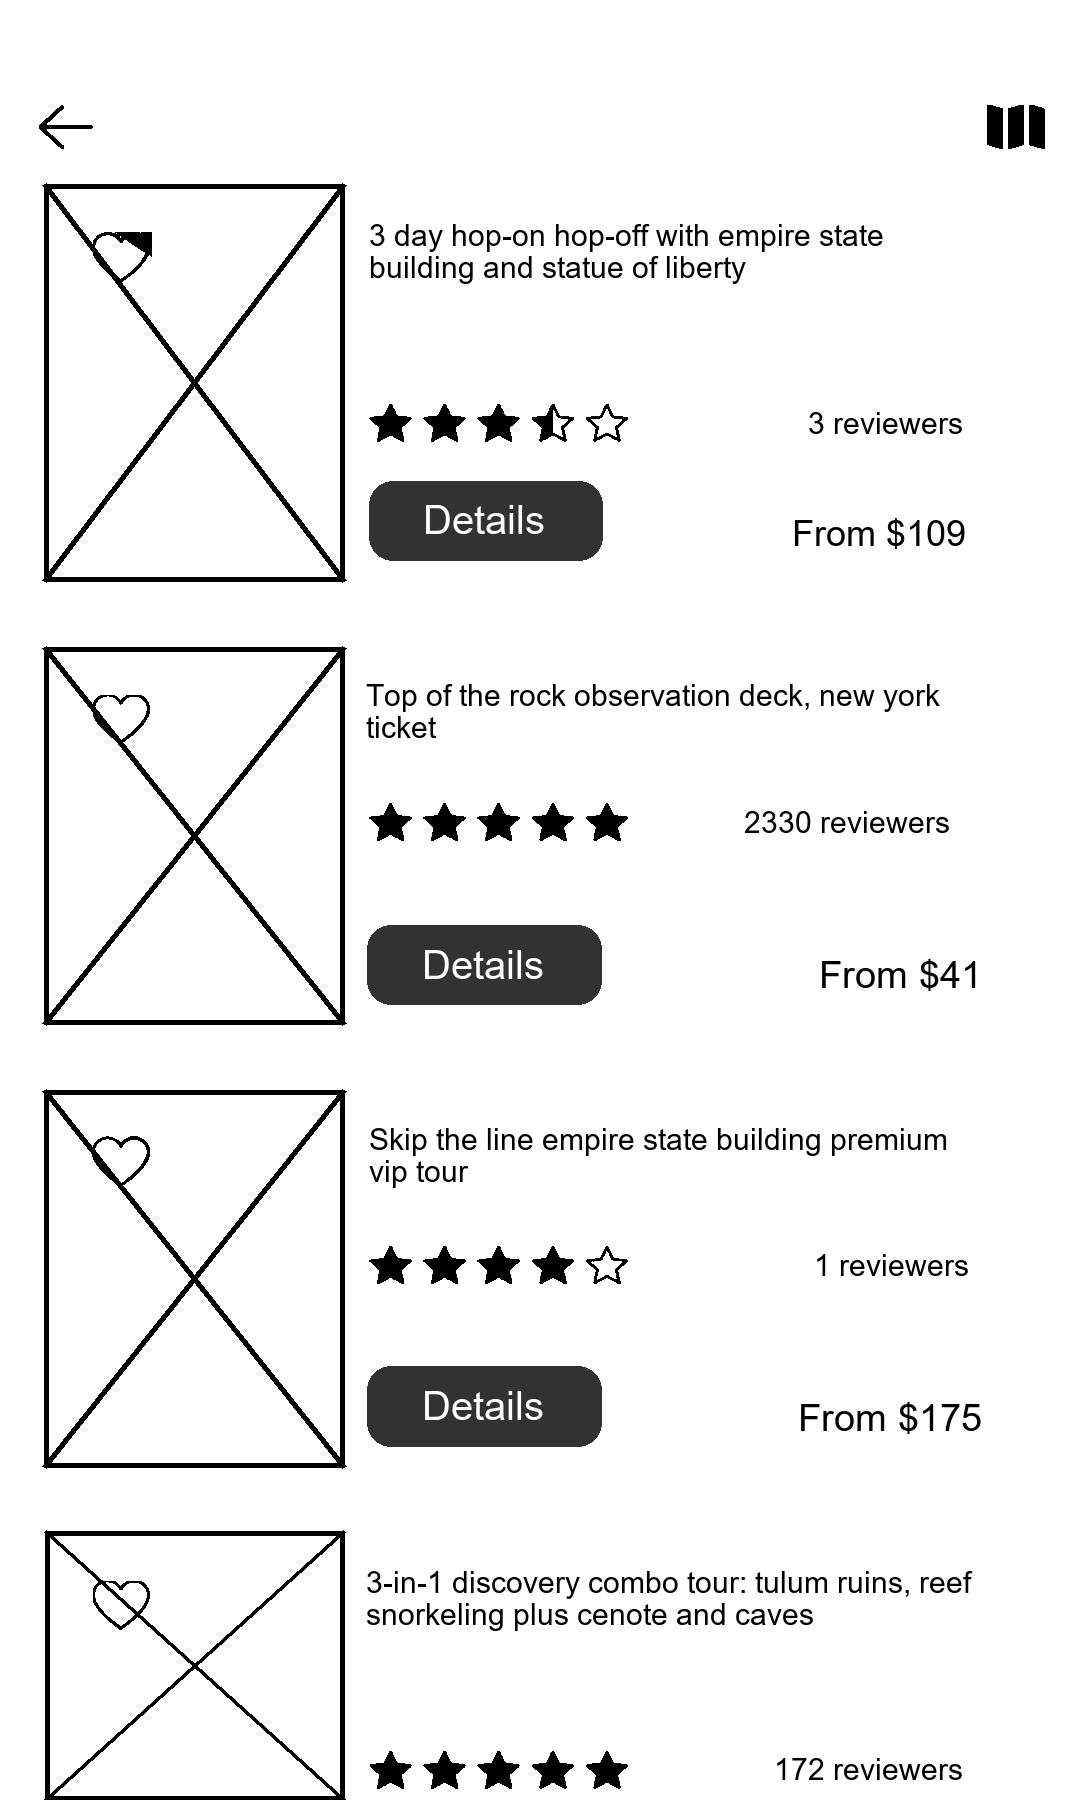 3 day hop-on hop-off with empire state
building and statue of liberty
3 reviewers
Details
From $109
Top of the rock observation deck, new york
ticket
2330 reviewers
Details
From $41
Skip the line empire state building premium
vip tour
1 reviewers
Details
From $175
3-in-1 discovery combo tour: tulum ruins, reef
snorkeling plus cenote and caves
172 reviewers